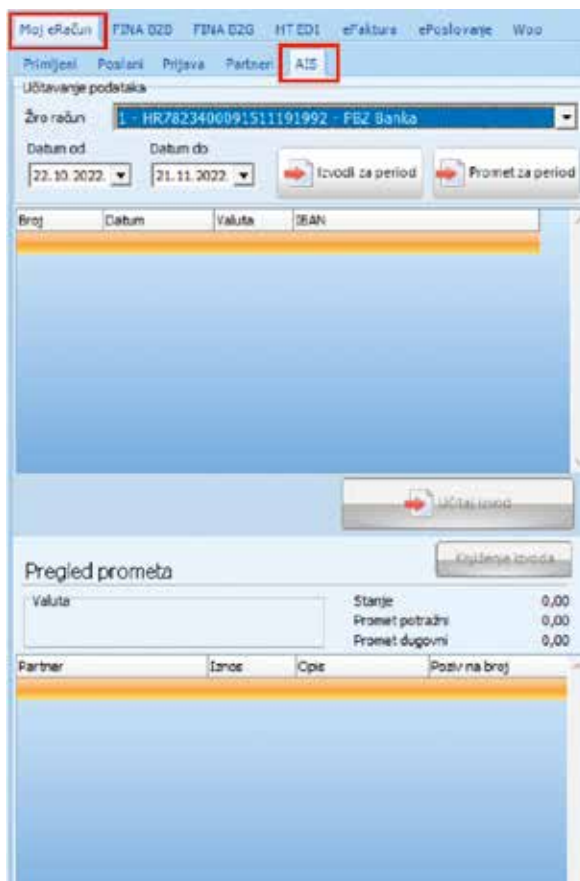 Moj eRačun FINA B2B FINA B2G HT EDI eFaktura ePoslovanje Woo
Primljeni Poslani Prijava Partneri AIS
Učitavanje podataka
Žiro račun 1 - HR7823400091511191992 - PBZ Banka
Datum od Datum do
22.10.2022. 21.11.2022. Izvodi za period Promet za period
Broj Datum Valuta IBAN
Učitaj izvod
Knjiženje izvoda
Pregled prometa
Valuta Stanje 0,00
Promet potražni 0,00
Promet dugovni 0,00
Partner Iznos Opis Poziv na broj